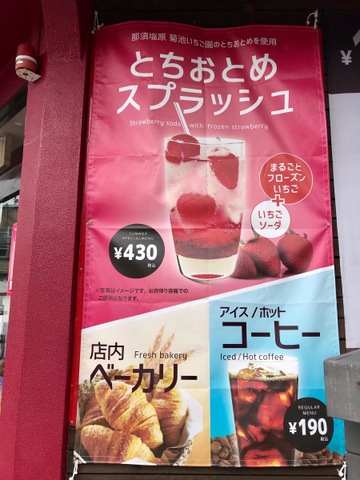 那須塩原 菊池いちご園のとちおとめを使用
とちおとめ
スプラッシュ
Strawberry soda with frozen strawberry
まるごと
フローズン
いちご
+
いちご
ソーダ
SUMMER
SPECIAL MENU
¥430
税込
※写真はイメージです。お持帰り容器での
ご提供となります。
アイス/ホット
コーヒー
Iced/Hot coffee
店内
Fresh bakery
ベーカリー
REGULAR
MENU
¥190
税込
¥